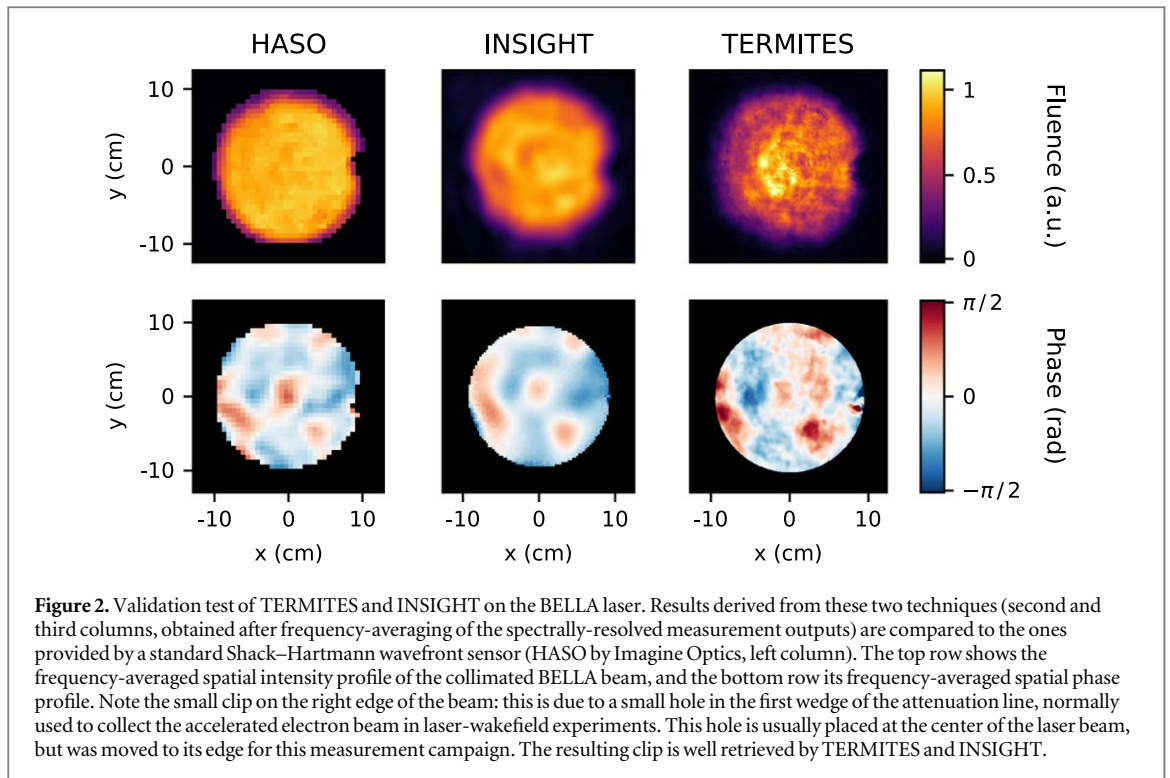 HASO
INSIGHT
TERMITES
10
0
-10
y (cm)
1
0.5
0
Fluence (a.u.)
10
0
-10
y (cm)
π/2
0
−π/2
Phase (rad)
-10
0
10
-10
0
10
-10
0
10
x (cm)
x (cm)
x (cm)
Figure 2. Validation test of TERMITES and INSIGHT on the BELLA laser. Results derived from these two techniques (second and
third columns, obtained after frequency-averaging of the spectrally-resolved measurement outputs) are compared to the ones
provided by a standard Shack–Hartmann wavefront sensor (HASO by Imagine Optics, left column). The top row shows the
frequency-averaged spatial intensity profile of the collimated BELLA beam, and the bottom row its frequency-averaged spatial phase
profile. Note the small clip on the right edge of the beam: this is due to a small hole in the first wedge of the attenuation line, normally
used to collect the accelerated electron beam in laser-wakefield experiments. This hole is usually placed at the center of the laser beam,
but was moved to its edge for this measurement campaign. The resulting clip is well retrieved by TERMITES and INSIGHT.